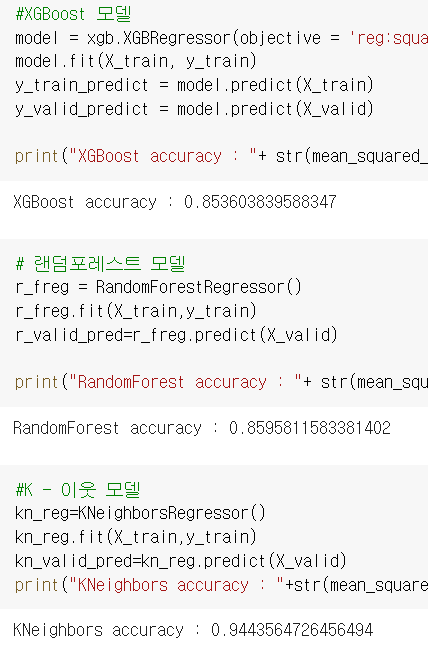 #XGBoost 모델
model = xgb.XGBRegressor(objective = 'reg:squa
model.fit(X_train, y_train)
y_train_predict = model.predict(X_train)
y_valid_predict = model.predict(X_valid)
print("XGBoost accuracy : "+ str(mean_squared_
XGBoost accuracy : 0.853603839588347
# 랜덤포레스트 모델
r_freg = RandomForestRegressor()
r_freg.fit(X_train,y_train)
r_valid_pred=r_freg.predict(X_valid)
print("RandomForest accuracy : "+ str(mean_squ
RandomForest accuracy : 0.8595811583381402
#K - 이웃 모델
kn_reg=KNeighborsRegressor()
kn_reg.fit(X_train,y_train)
kn_valid_pred=kn_reg.predict(X_valid)
print("KNeighbors accuracy : "+str(mean_square
KNeighbors accuracy : 0.9443564726456494